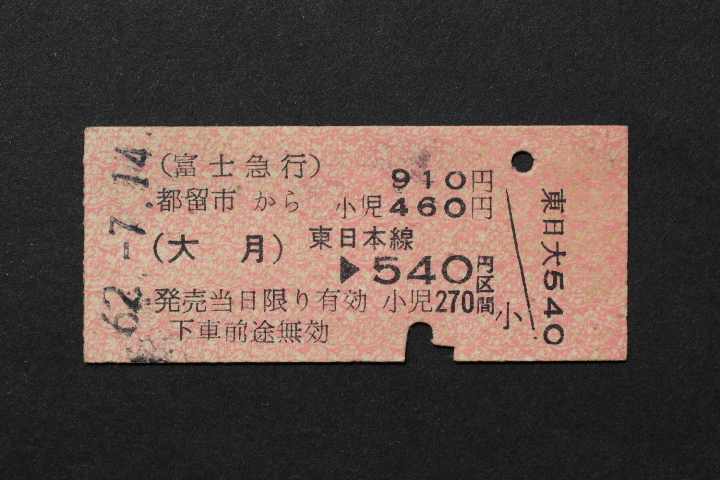 62.-7.14
(富士急行)
910円
都留市から 小児460円
(大月) 東日本線
▶540円区間
発売当日限り有効 小児270
下車前途無効
小
東日大540